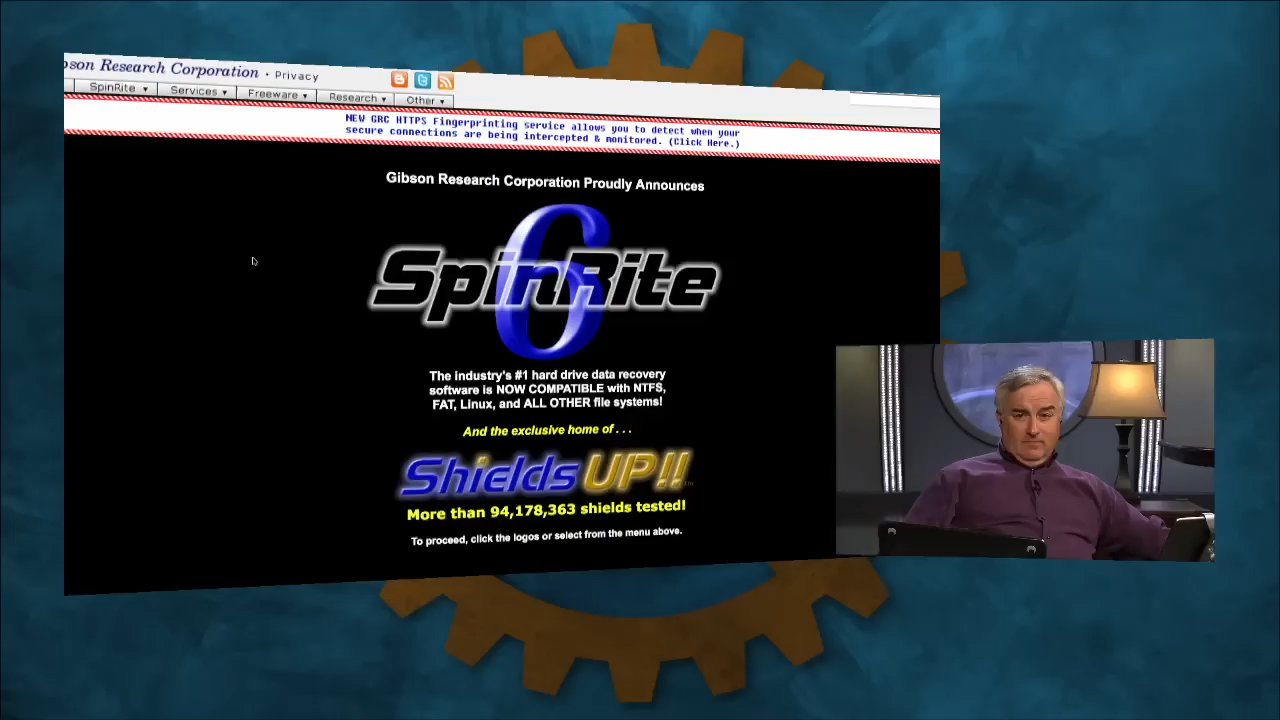 bson Research Corporation • Privacy
SpinRite ▾ Services ▾ Freeware ▾ Research ▾ Other ▾
NEW GRC HTTPS Fingerprinting service allows you to detect when your
secure connections are being intercepted & monitored. (Click Here.)
Gibson Research Corporation Proudly Announces
SpinRite 6
The industry's #1 hard drive data recovery
software is NOW COMPATIBLE with NTFS,
FAT, Linux, and ALL OTHER file systems!
And the exclusive home of . . .
ShieldsUP!!™
More than 94,178,363 shields tested!
To proceed, click the logos or select from the menu above.